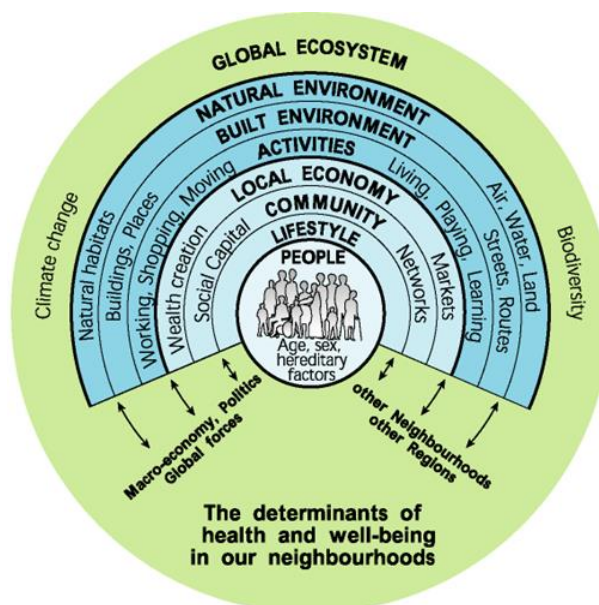 GLOBAL ECOSYSTEM
NATURAL ENVIRONMENT
BUILT ENVIRONMENT
ACTIVITIES
LOCAL ECONOMY
COMMUNITY
LIFESTYLE
PEOPLE
Age, sex,
hereditary
factors
Climate change
Natural habitats
Buildings, Places
Working, Shopping, Moving
Wealth creation
Social Capital
Networks
Markets
Living, Playing, Learning
Streets, Routes
Air, Water, Land
Biodiversity
Macro-economy, Politics
Global forces
other Neighbourhoods
other Regions
The determinants of
health and well-being
in our neighbourhoods